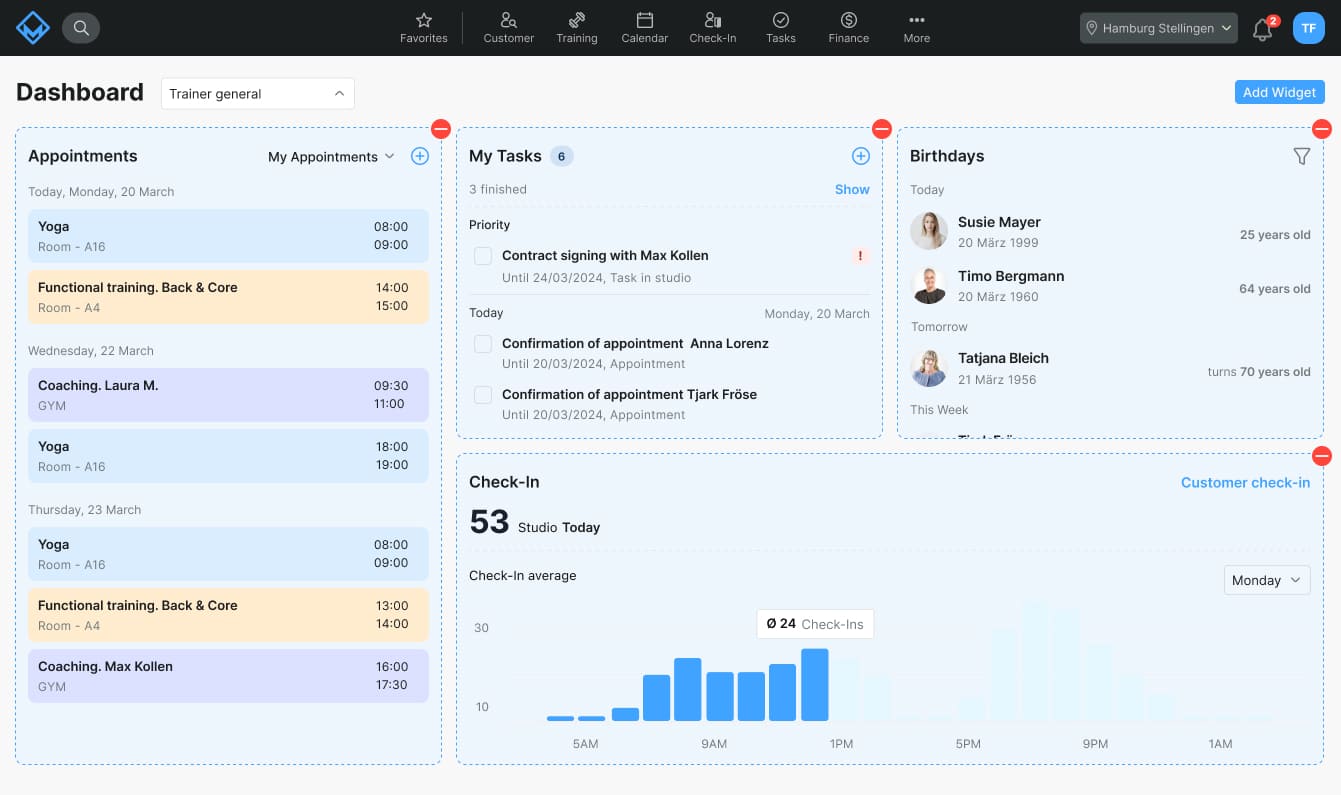 Favorites
Customer
Training
Calendar
Check-In
Tasks
Finance
More
Hamburg Stellingen
2
TF
Dashboard
Trainer general
Add Widget
Appointments
My Appointments
Today, Monday, 20 March
Yoga 08:00
Room - A16 09:00
Functional training. Back & Core 14:00
Room - A4 15:00
Wednesday, 22 March
Coaching. Laura M. 09:30
GYM 11:00
Yoga 18:00
Room - A16 19:00
Thursday, 23 March
Yoga 08:00
Room - A16 09:00
Functional training. Back & Core 13:00
Room - A4 14:00
Coaching. Max Kollen 16:00
GYM 17:30
My Tasks 6
3 finished Show
Priority
Contract signing with Max Kollen !
Until 24/03/2024, Task in studio
Today Monday, 20 March
Confirmation of appointment Anna Lorenz
Until 20/03/2024, Appointment
Confirmation of appointment Tjark Fröse
Until 20/03/2024, Appointment
Birthdays
Today
Susie Mayer
20 März 1999
25 years old
Timo Bergmann
20 März 1960
64 years old
Tomorrow
Tatjana Bleich
21 März 1956
turns 70 years old
This Week
Check-In
Customer check-in
53 Studio Today
Check-In average
Monday
Ø 24 Check-Ins
30
10
5AM 9AM 1PM 5PM 9PM 1AM